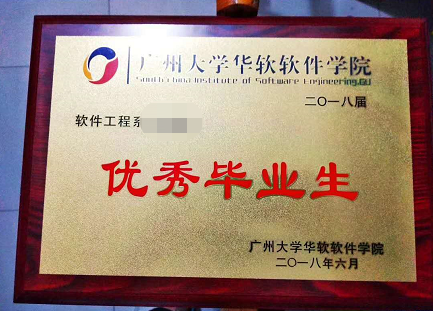 广州大学华软软件学院
South China Institute of Software Engineering.GU
二〇一八届
软件工程系
优秀毕业生
广州大学华软软件学院
二〇一八年六月